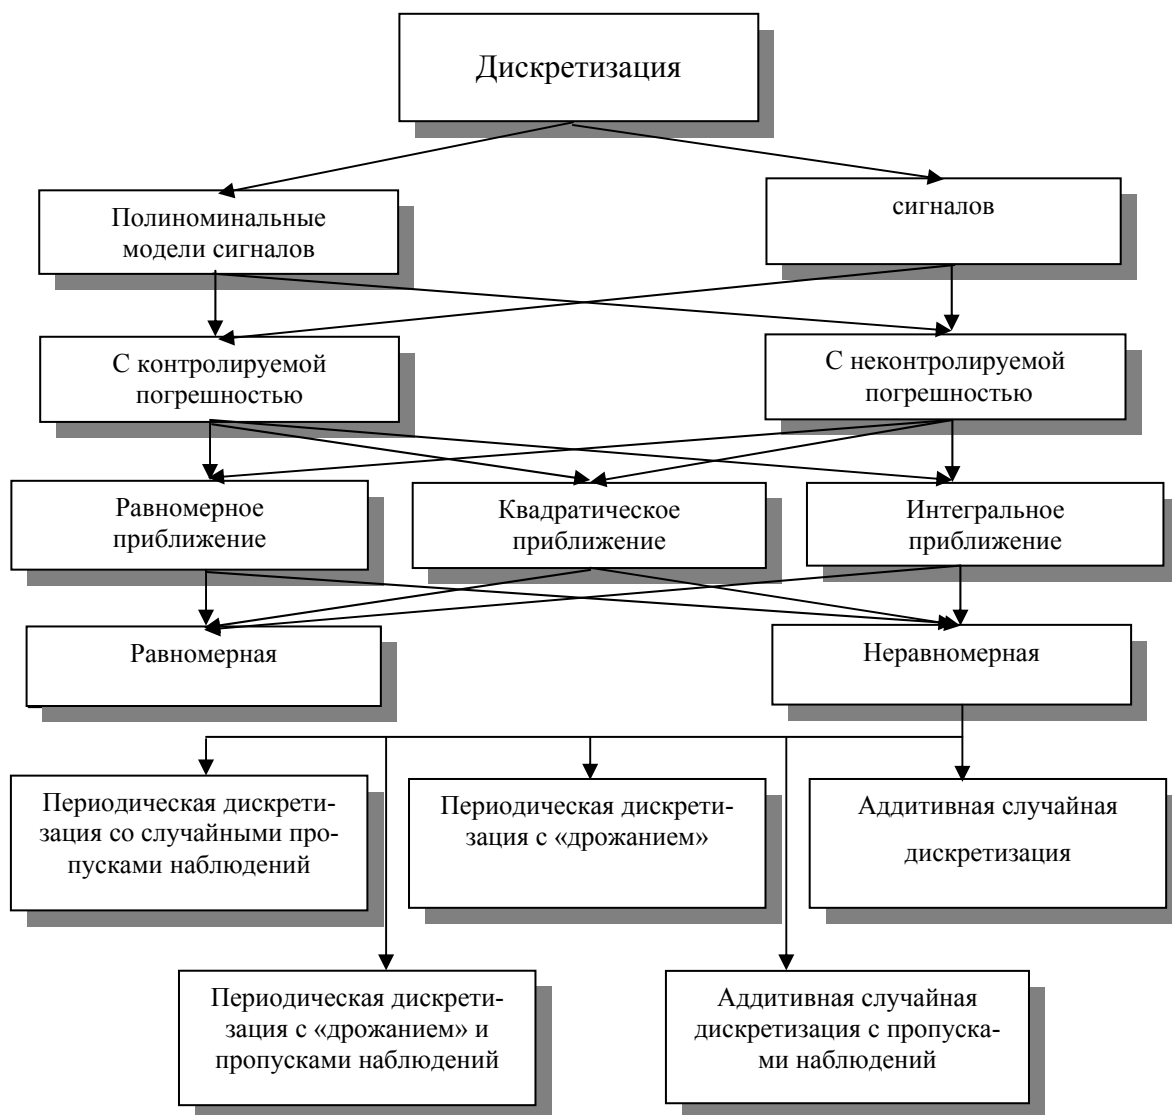 Дискретизация
Полиноминальные
модели сигналов
сигналов
С контролируемой
погрешностью
С неконтролируемой
погрешностью
Равномерное
приближение
Квадратическое
приближение
Интегральное
приближение
Равномерная
Неравномерная
Периодическая дискрети-
зация со случайными про-
пусками наблюдений
Периодическая дискрети-
зация с «дрожанием»
Аддитивная случайная
дискретизация
Периодическая дискрети-
зация с «дрожанием» и
пропусками наблюдений
Аддитивная случайная
дискретизация с пропуска-
ми наблюдений